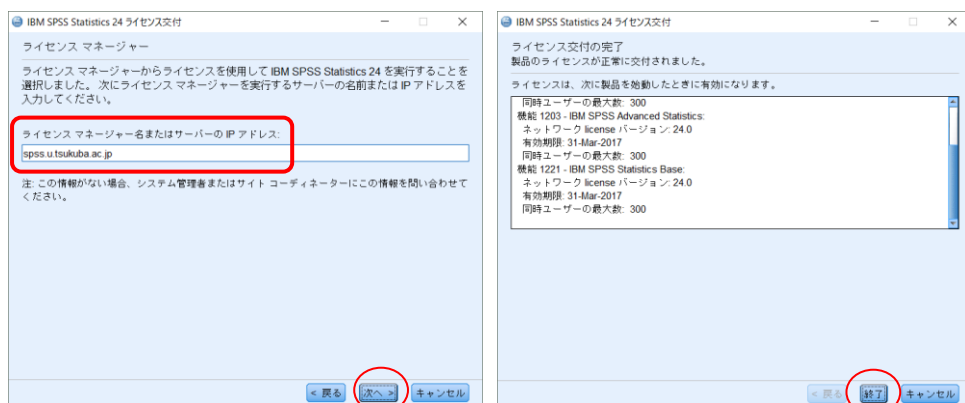 IBM SPSS Statistics 24 ライセンス交付
ライセンス マネージャー
ライセンス マネージャーからライセンスを使用して IBM SPSS Statistics 24 を実行することを
選択しました。 次にライセンス マネージャーを実行するサーバーの名前または IP アドレスを
入力してください。
ライセンス マネージャー名またはサーバーの IP アドレス:
spss.u.tsukuba.ac.jp
注: この情報がない場合、システム管理者またはサイト コーディネーターにこの情報を問い合わせて
ください。
< 戻る
次へ >
キャンセル
IBM SPSS Statistics 24 ライセンス交付
ライセンス交付の完了
製品のライセンスが正常に交付されました。
ライセンスは、次に製品を始動したときに有効になります。
同時ユーザーの最大数: 300
機能 1203 - IBM SPSS Advanced Statistics:
ネットワーク license バージョン: 24.0
有効期限: 31-Mar-2017
同時ユーザーの最大数: 300
機能 1221 - IBM SPSS Statistics Base:
ネットワーク license バージョン: 24.0
有効期限: 31-Mar-2017
同時ユーザーの最大数: 300
< 戻る
終了
キャンセル